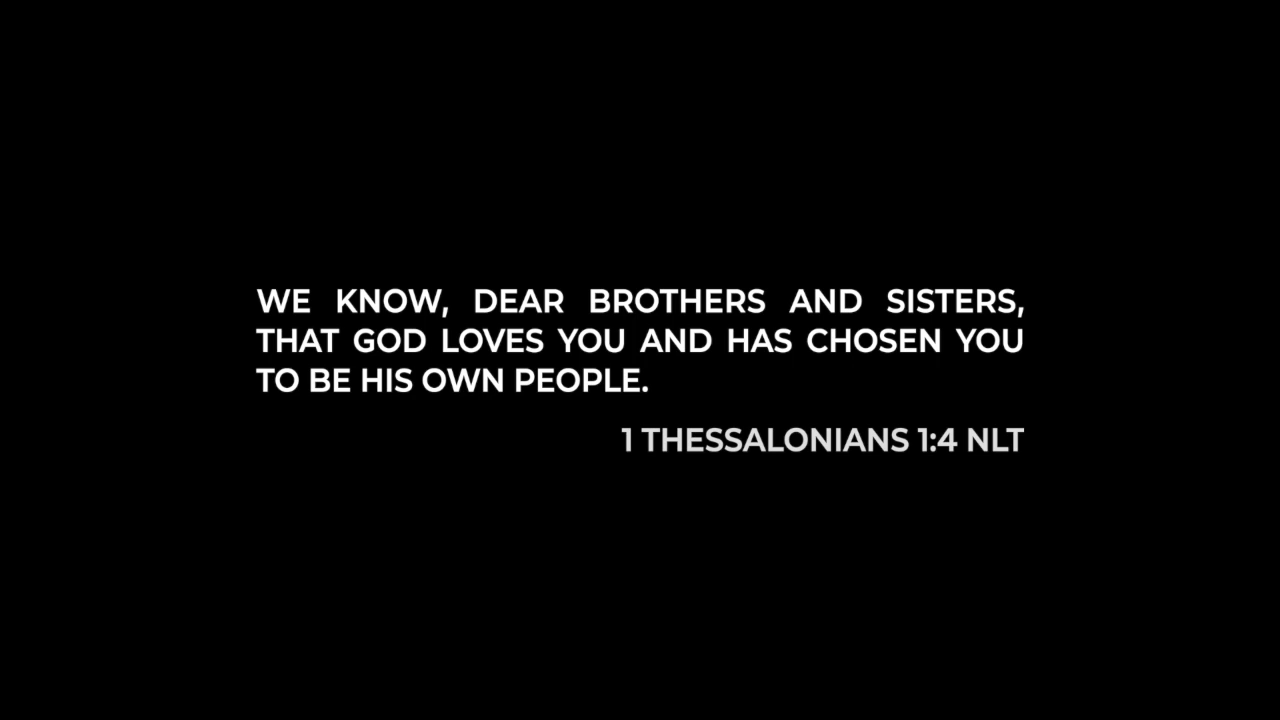 WE KNOW, DEAR BROTHERS AND SISTERS,
THAT GOD LOVES YOU AND HAS CHOSEN YOU
TO BE HIS OWN PEOPLE.
1 THESSALONIANS 1:4 NLT